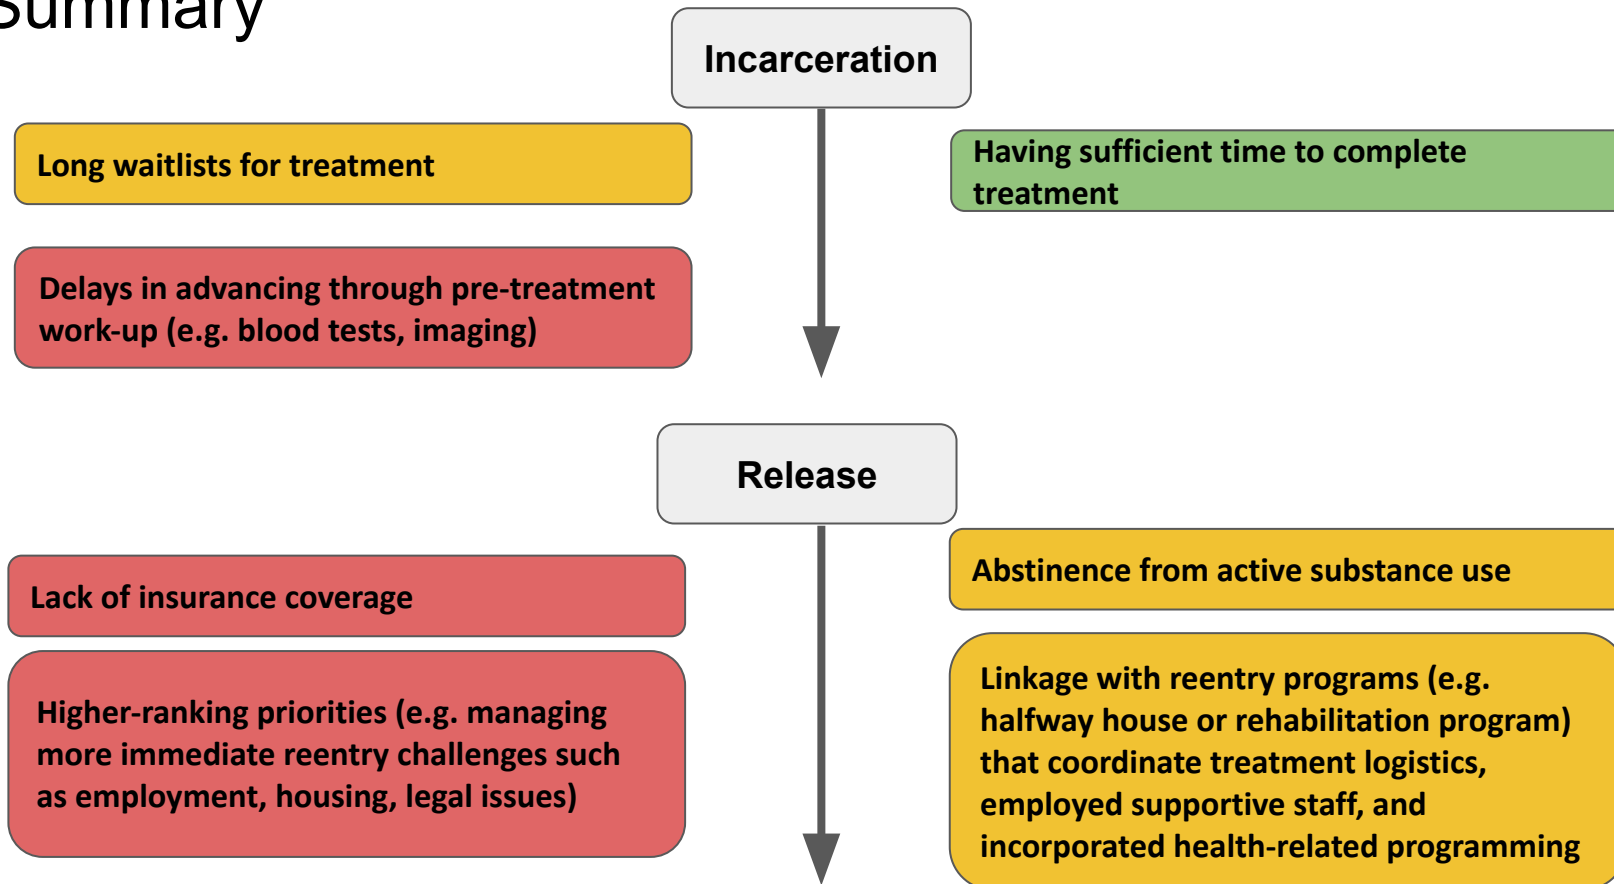 Summary
Incarceration
Long waitlists for treatment
Having sufficient time to complete
treatment
Delays in advancing through pre-treatment
work-up (e.g. blood tests, imaging)
Release
Lack of insurance coverage
Abstinence from active substance use
Higher-ranking priorities (e.g. managing
more immediate reentry challenges such
as employment, housing, legal issues)
Linkage with reentry programs (e.g.
halfway house or rehabilitation program)
that coordinate treatment logistics,
employed supportive staff, and
incorporated health-related programming